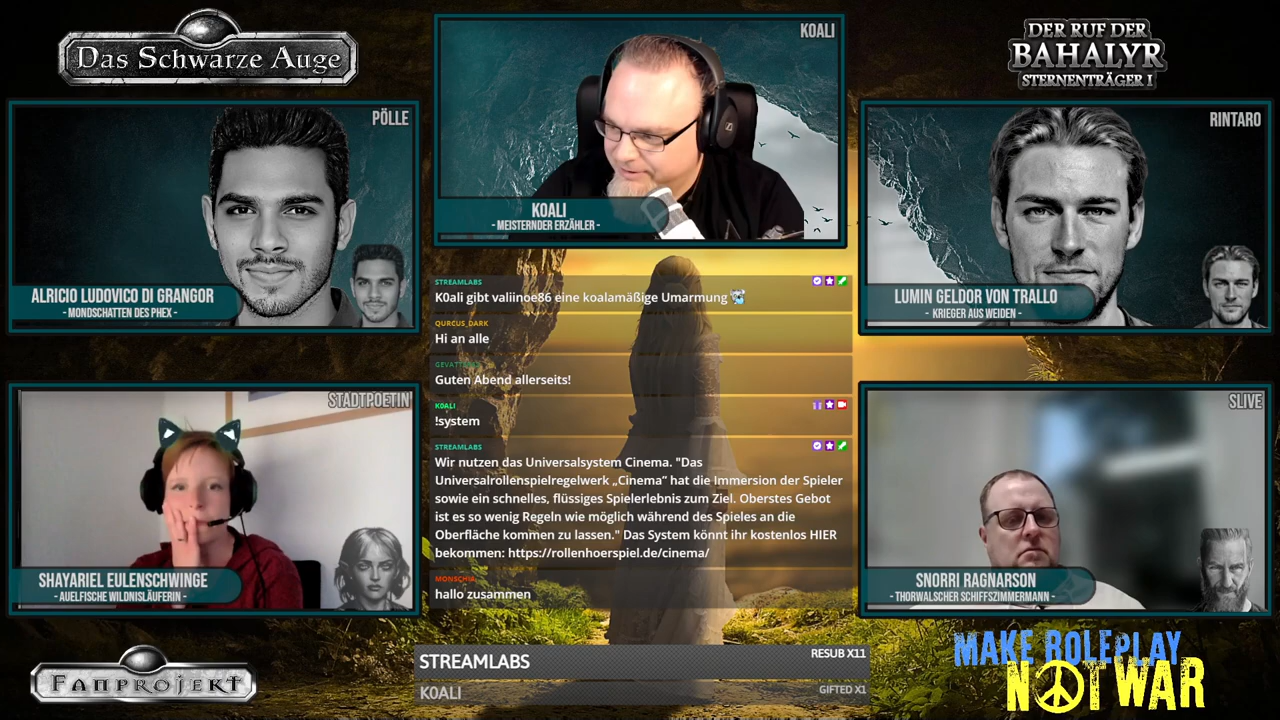 Das Schwarze Auge
KOALI
DER RUF DER
BAHALYR
STERNENTRÄGER I
PÖLLE
RINTARO
KOALI
- MEISTERNDER ERZÄHLER -
ALRICIO LUDOVICO DI GRANGOR
- MONDSCHATTEN DES PHEX -
LUMIN GELDOR VON TRALLO
- KRIEGER AUS WEIDEN -
STREAMLABS
K0ali gibt valiinoe86 eine koalamäßige Umarmung
QURCUS_DARK
Hi an alle
Guten Abend allerseits!
K0ALI
!system
STREAMLABS
Wir nutzen das Universalsystem Cinema. "Das
Universalrollenspielregelwerk „Cinema" hat die Immersion der Spieler
sowie ein schnelles, flüssiges Spielerlebnis zum Ziel. Oberstes Gebot
ist es so wenig Regeln wie möglich während des Spieles an die
Oberfläche kommen zu lassen." Das System könnt ihr kostenlos HIER
bekommen: https://rollenhoerspiel.de/cinema/
MONSCHIA
hallo zusammen
STADTPOETIN
SLIVE
SHAYARIEL EULENSCHWINGE
- AUELFISCHE WILDNISLÄUFERIN -
SNORRI RAGNARSON
- THORWALSCHER SCHIFFSZIMMERMANN -
FANPROJEKT
STREAMLABS
RESUB X11
K0ALI
GIFTED X1
MAKE ROLEPLAY
NOT WAR